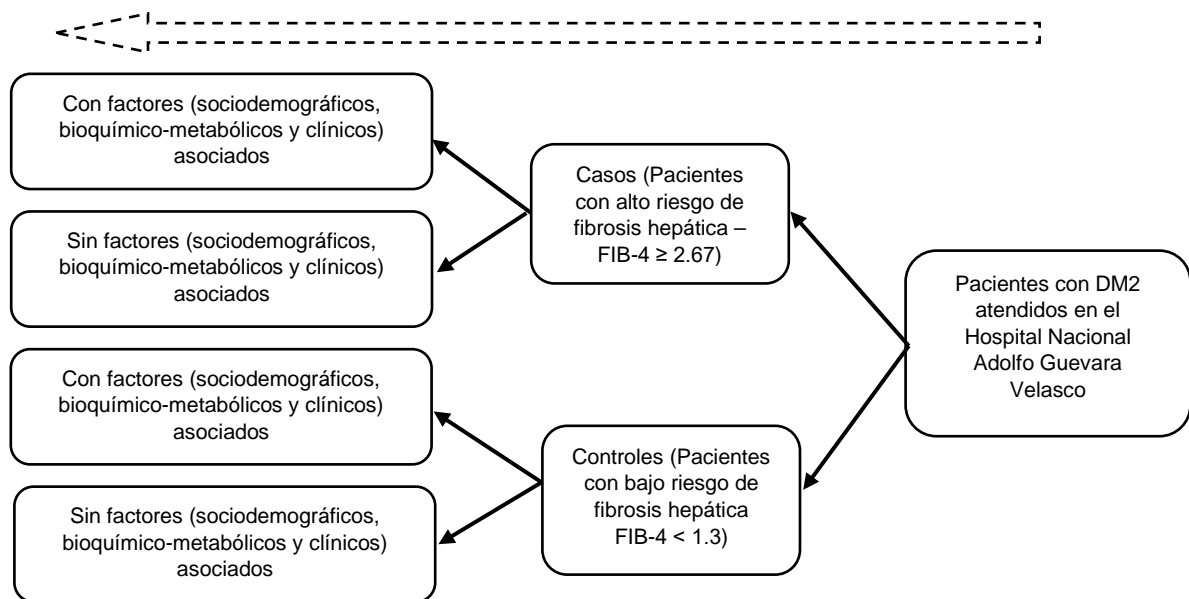 Con factores (sociodemográficos,
bioquímico-metabólicos y clínicos)
asociados
Sin factores (sociodemográficos,
bioquímico-metabólicos y clínicos)
asociados
Con factores (sociodemográficos,
bioquímico-metabólicos y clínicos)
asociados
Sin factores (sociodemográficos,
bioquímico-metabólicos y clínicos)
asociados
Casos (Pacientes
con alto riesgo de
fibrosis hepática –
FIB-4 ≥ 2.67)
Controles (Pacientes
con bajo riesgo de
fibrosis hepática
FIB-4 < 1.3)
Pacientes con DM2
atendidos en el
Hospital Nacional
Adolfo Guevara
Velasco